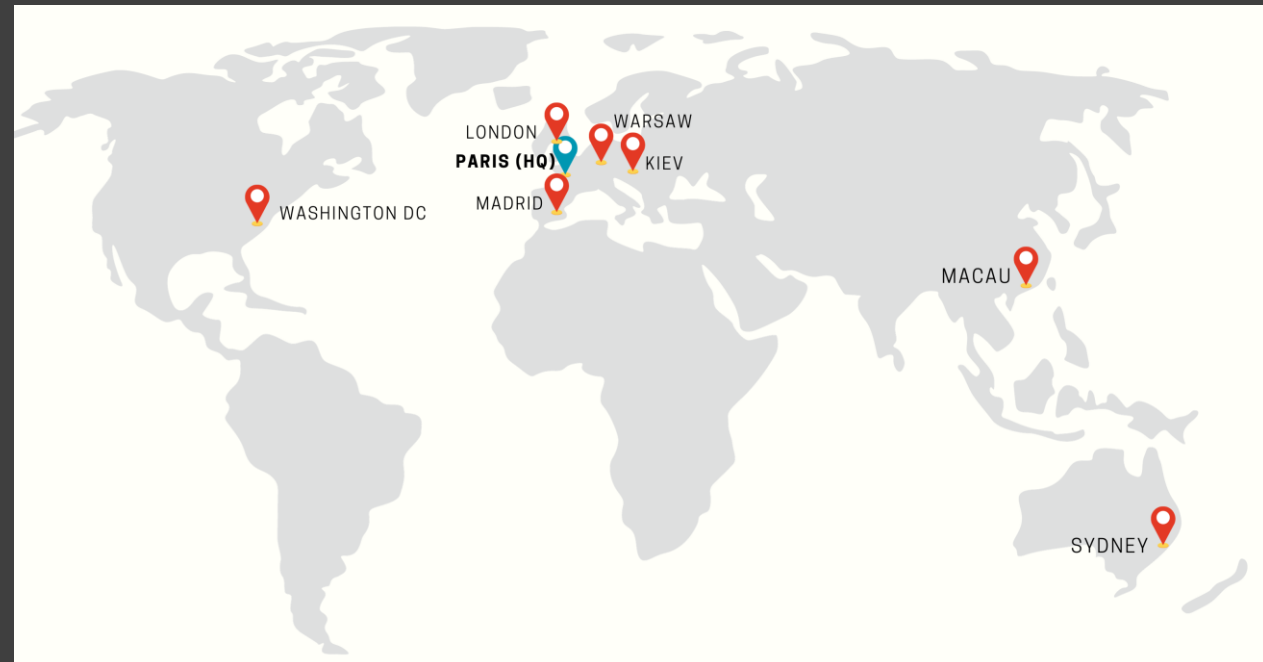 LONDON
WARSAW
PARIS (HQ)
KIEV
MADRID
WASHINGTON DC
MACAU
SYDNEY